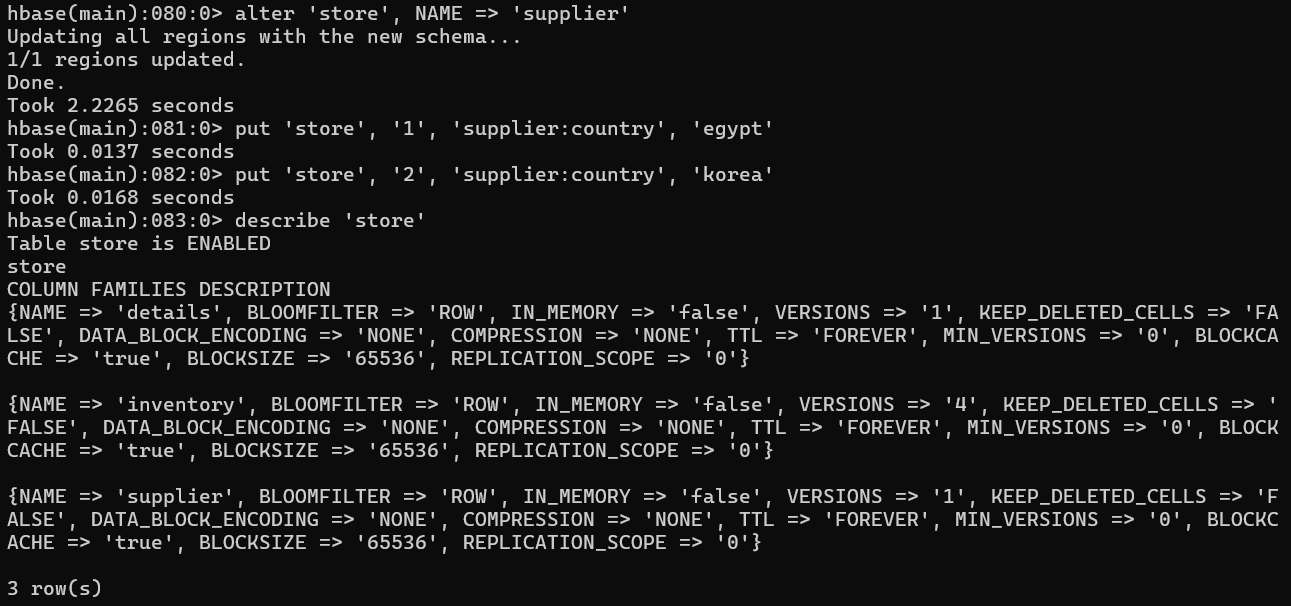 hbase(main):080:0> alter 'store', NAME => 'supplier'
Updating all regions with the new schema...
1/1 regions updated.
Done.
Took 2.2265 seconds
hbase(main):081:0> put 'store', '1', 'supplier:country', 'egypt'
Took 0.0137 seconds
hbase(main):082:0> put 'store', '2', 'supplier:country', 'korea'
Took 0.0168 seconds
hbase(main):083:0> describe 'store'
Table store is ENABLED
store
COLUMN FAMILIES DESCRIPTION
{NAME => 'details', BLOOMFILTER => 'ROW', IN_MEMORY => 'false', VERSIONS => '1', KEEP_DELETED_CELLS => 'FA
LSE', DATA_BLOCK_ENCODING => 'NONE', COMPRESSION => 'NONE', TTL => 'FOREVER', MIN_VERSIONS => '0', BLOCKCA
CHE => 'true', BLOCKSIZE => '65536', REPLICATION_SCOPE => '0'}

{NAME => 'inventory', BLOOMFILTER => 'ROW', IN_MEMORY => 'false', VERSIONS => '4', KEEP_DELETED_CELLS => '
FALSE', DATA_BLOCK_ENCODING => 'NONE', COMPRESSION => 'NONE', TTL => 'FOREVER', MIN_VERSIONS => '0', BLOCK
CACHE => 'true', BLOCKSIZE => '65536', REPLICATION_SCOPE => '0'}

{NAME => 'supplier', BLOOMFILTER => 'ROW', IN_MEMORY => 'false', VERSIONS => '1', KEEP_DELETED_CELLS => 'F
ALSE', DATA_BLOCK_ENCODING => 'NONE', COMPRESSION => 'NONE', TTL => 'FOREVER', MIN_VERSIONS => '0', BLOCKC
ACHE => 'true', BLOCKSIZE => '65536', REPLICATION_SCOPE => '0'}

3 row(s)